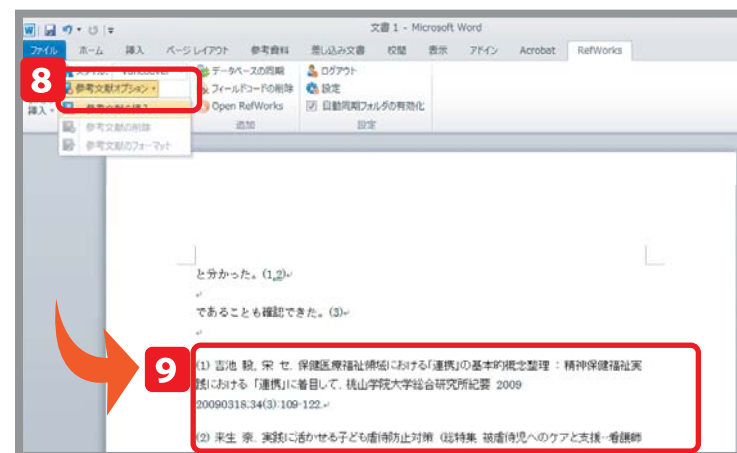 文書 1 - Microsoft Word
ファイル ホーム 挿入 ページ レイアウト 参考資料 差し込み文書 校閲 表示 アドイン Acrobat RefWorks
8
スタイル: Vancouver データベースの同期 ログアウト
参考文献オプション フィールドコードの削除 設定
挿入 参考文献の挿入 Open RefWorks 自動同期フォルダの有効化
参考文献の削除 追加 設定
参考文献のフォーマット
と分かった。(1,2)
であることも確認できた。(3)
9
(1) 吉池 毅, 栄 セ. 保健医療福祉領域における「連携」の基本的概念整理 : 精神保健福祉実
践における 「連携」に着目して. 桃山学院大学総合研究所紀要 2009
20090318;34(3):109-122.
(2) 来生 奈. 実践に活かせる子ども虐待防止対策 (総特集 被虐待児へのケアと支援--看護師